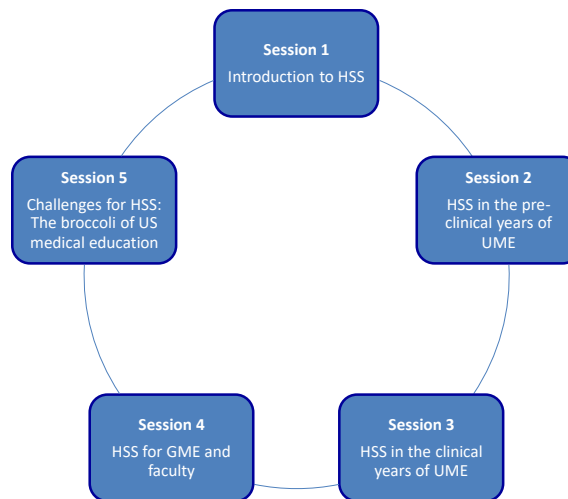 Session 1
Introduction to HSS
Session 2
HSS in the pre-
clinical years of
UME
Session 3
HSS in the clinical
years of UME
Session 4
HSS for GME and
faculty
Session 5
Challenges for HSS:
The broccoli of US
medical education